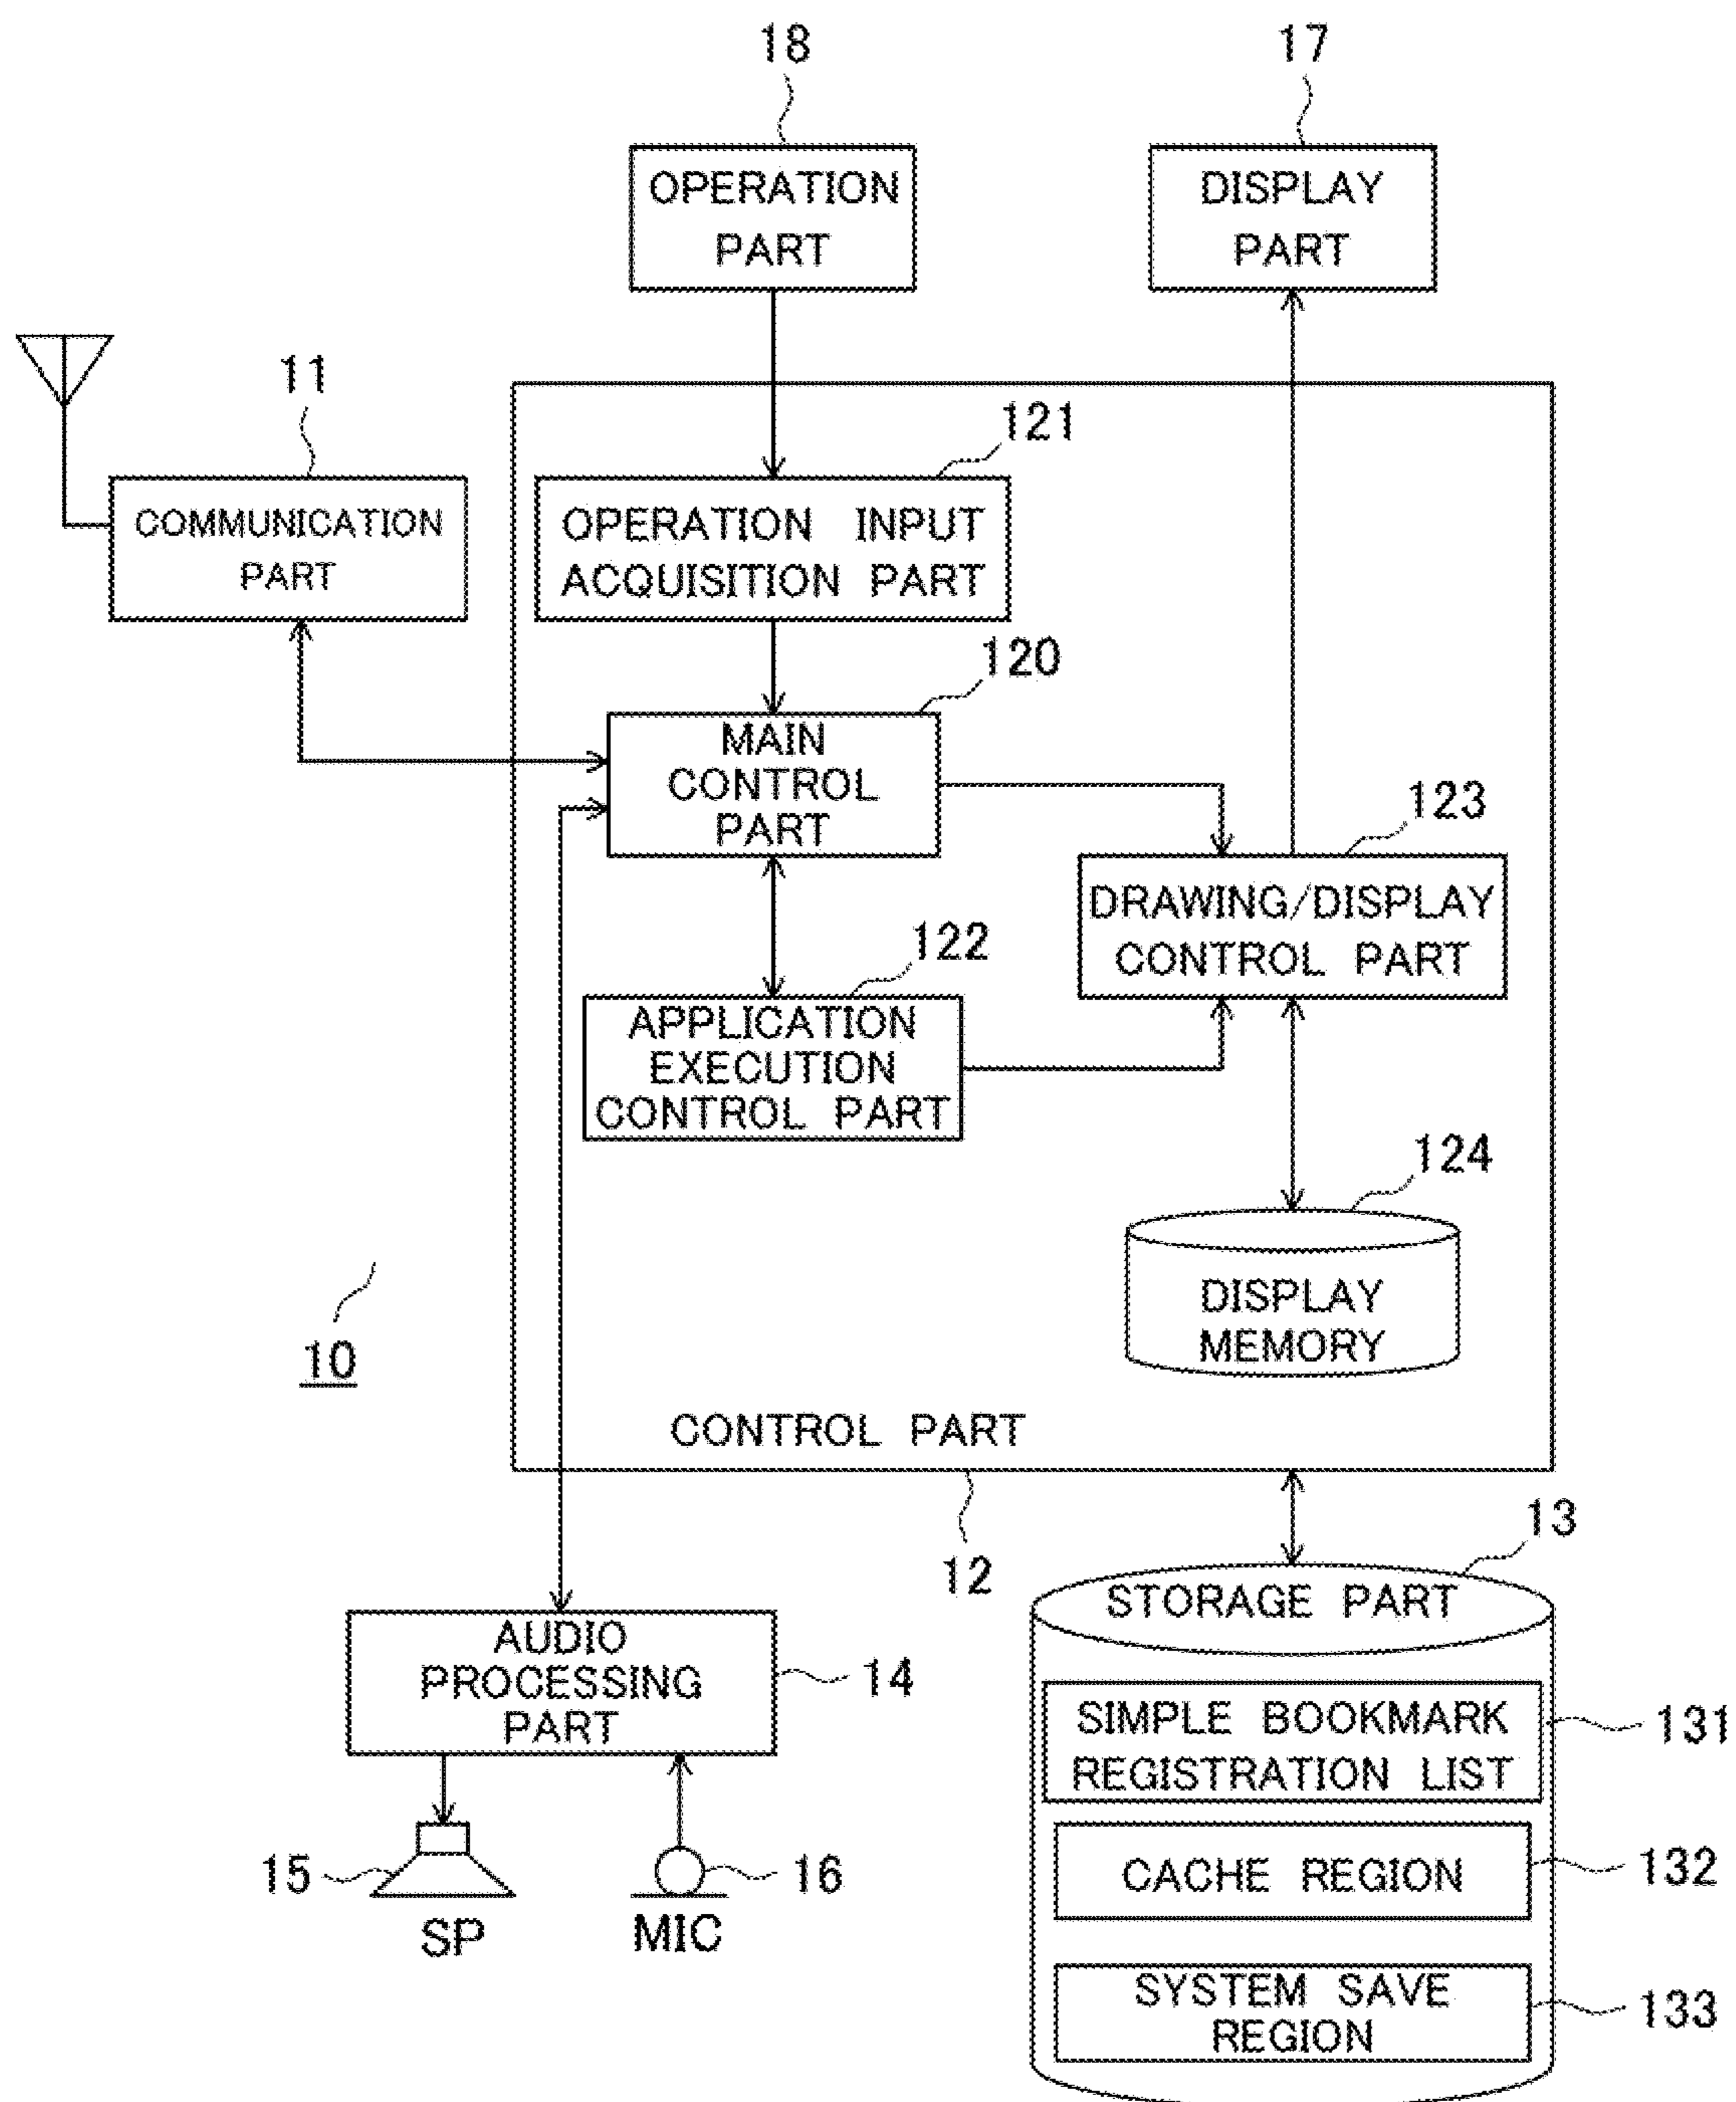 18
17
OPERATION
PART
DISPLAY
PART
11
121
COMMUNICATION
PART
OPERATION INPUT
ACQUISITION PART
120
MAIN
CONTROL
PART
123
DRAWING/DISPLAY
CONTROL PART
122
APPLICATION
EXECUTION
CONTROL PART
124
DISPLAY
MEMORY
10
CONTROL PART
12
13
STORAGE PART
AUDIO
PROCESSING
PART
14
SIMPLE BOOKMARK
REGISTRATION LIST
131
15
SP
16
MIC
CACHE REGION
132
SYSTEM SAVE
REGION
133